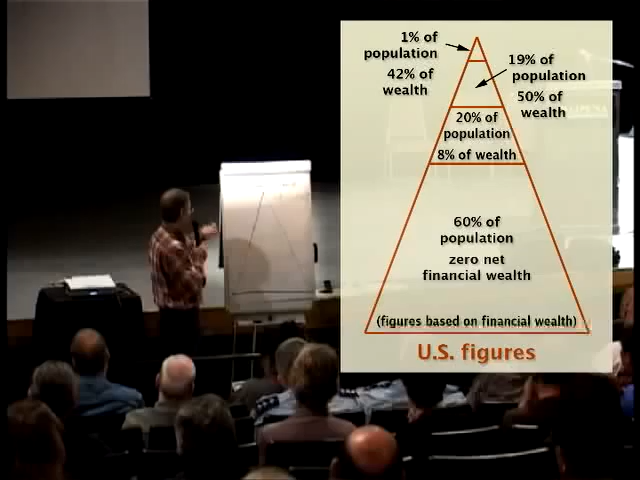 1% of
population
42% of
wealth
19% of
population
50% of
wealth
20% of
population
8% of wealth
60% of
population
zero net
financial wealth
(figures based on financial wealth)
U.S. figures